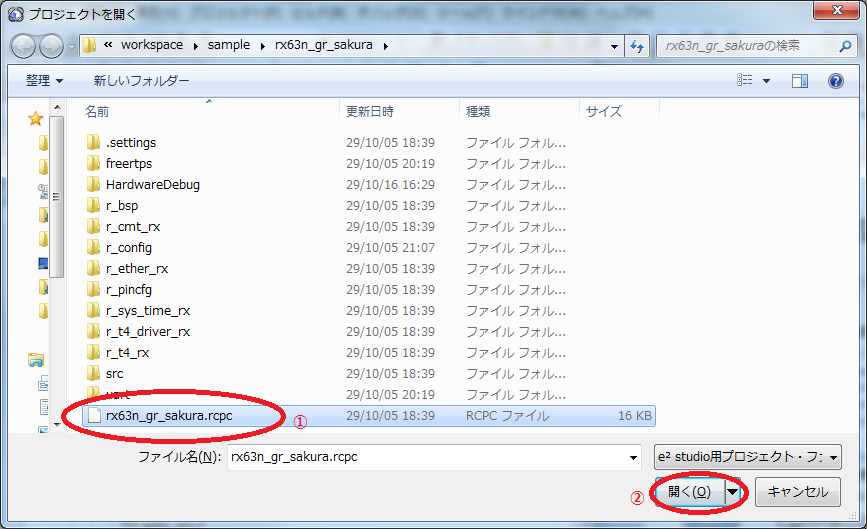 プロジェクトを開く
« workspace sample rx63n_gr_sakura rx63n_gr_sakuraの検索
整理 新しいフォルダー
名前 更新日時 種類 サイズ
.settings 29/10/05 18:39 ファイル フォル...
freertps 29/10/05 20:19 ファイル フォル...
HardwareDebug 29/10/16 16:29 ファイル フォル...
r_bsp 29/10/05 18:39 ファイル フォル...
r_cmt_rx 29/10/05 18:39 ファイル フォル...
r_config 29/10/05 21:07 ファイル フォル...
r_ether_rx 29/10/05 18:39 ファイル フォル...
r_pincfg 29/10/05 18:39 ファイル フォル...
r_sys_time_rx 29/10/05 18:39 ファイル フォル...
r_t4_driver_rx 29/10/05 18:39 ファイル フォル...
r_t4_rx 29/10/05 18:39 ファイル フォル...
src 29/10/05 18:39 ファイル フォル...
uart 29/10/05 20:19 ファイル フォル...
rx63n_gr_sakura.rcpc ① 29/10/05 18:39 RCPC ファイル 16 KB
ファイル名(N): rx63n_gr_sakura.rcpc e² studio用プロジェクト・ファ
② 開く(O) キャンセル